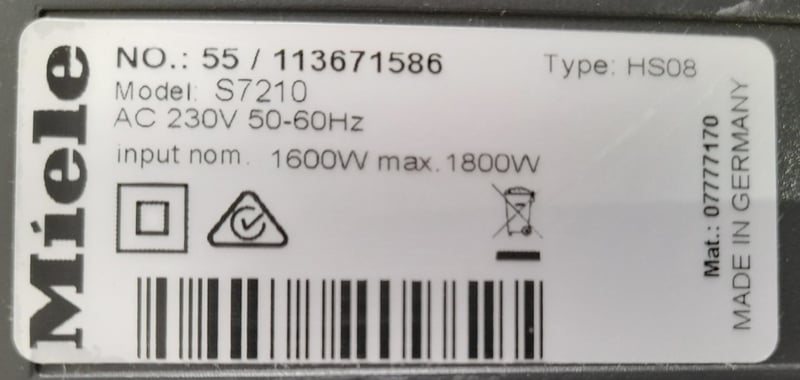 Miele
NO.: 55 / 113671586
Type: HS08
Model: S7210
AC 230V 50-60Hz
input nom. 1600W max. 1800W
Mat.: 07777170
MADE IN GERMANY